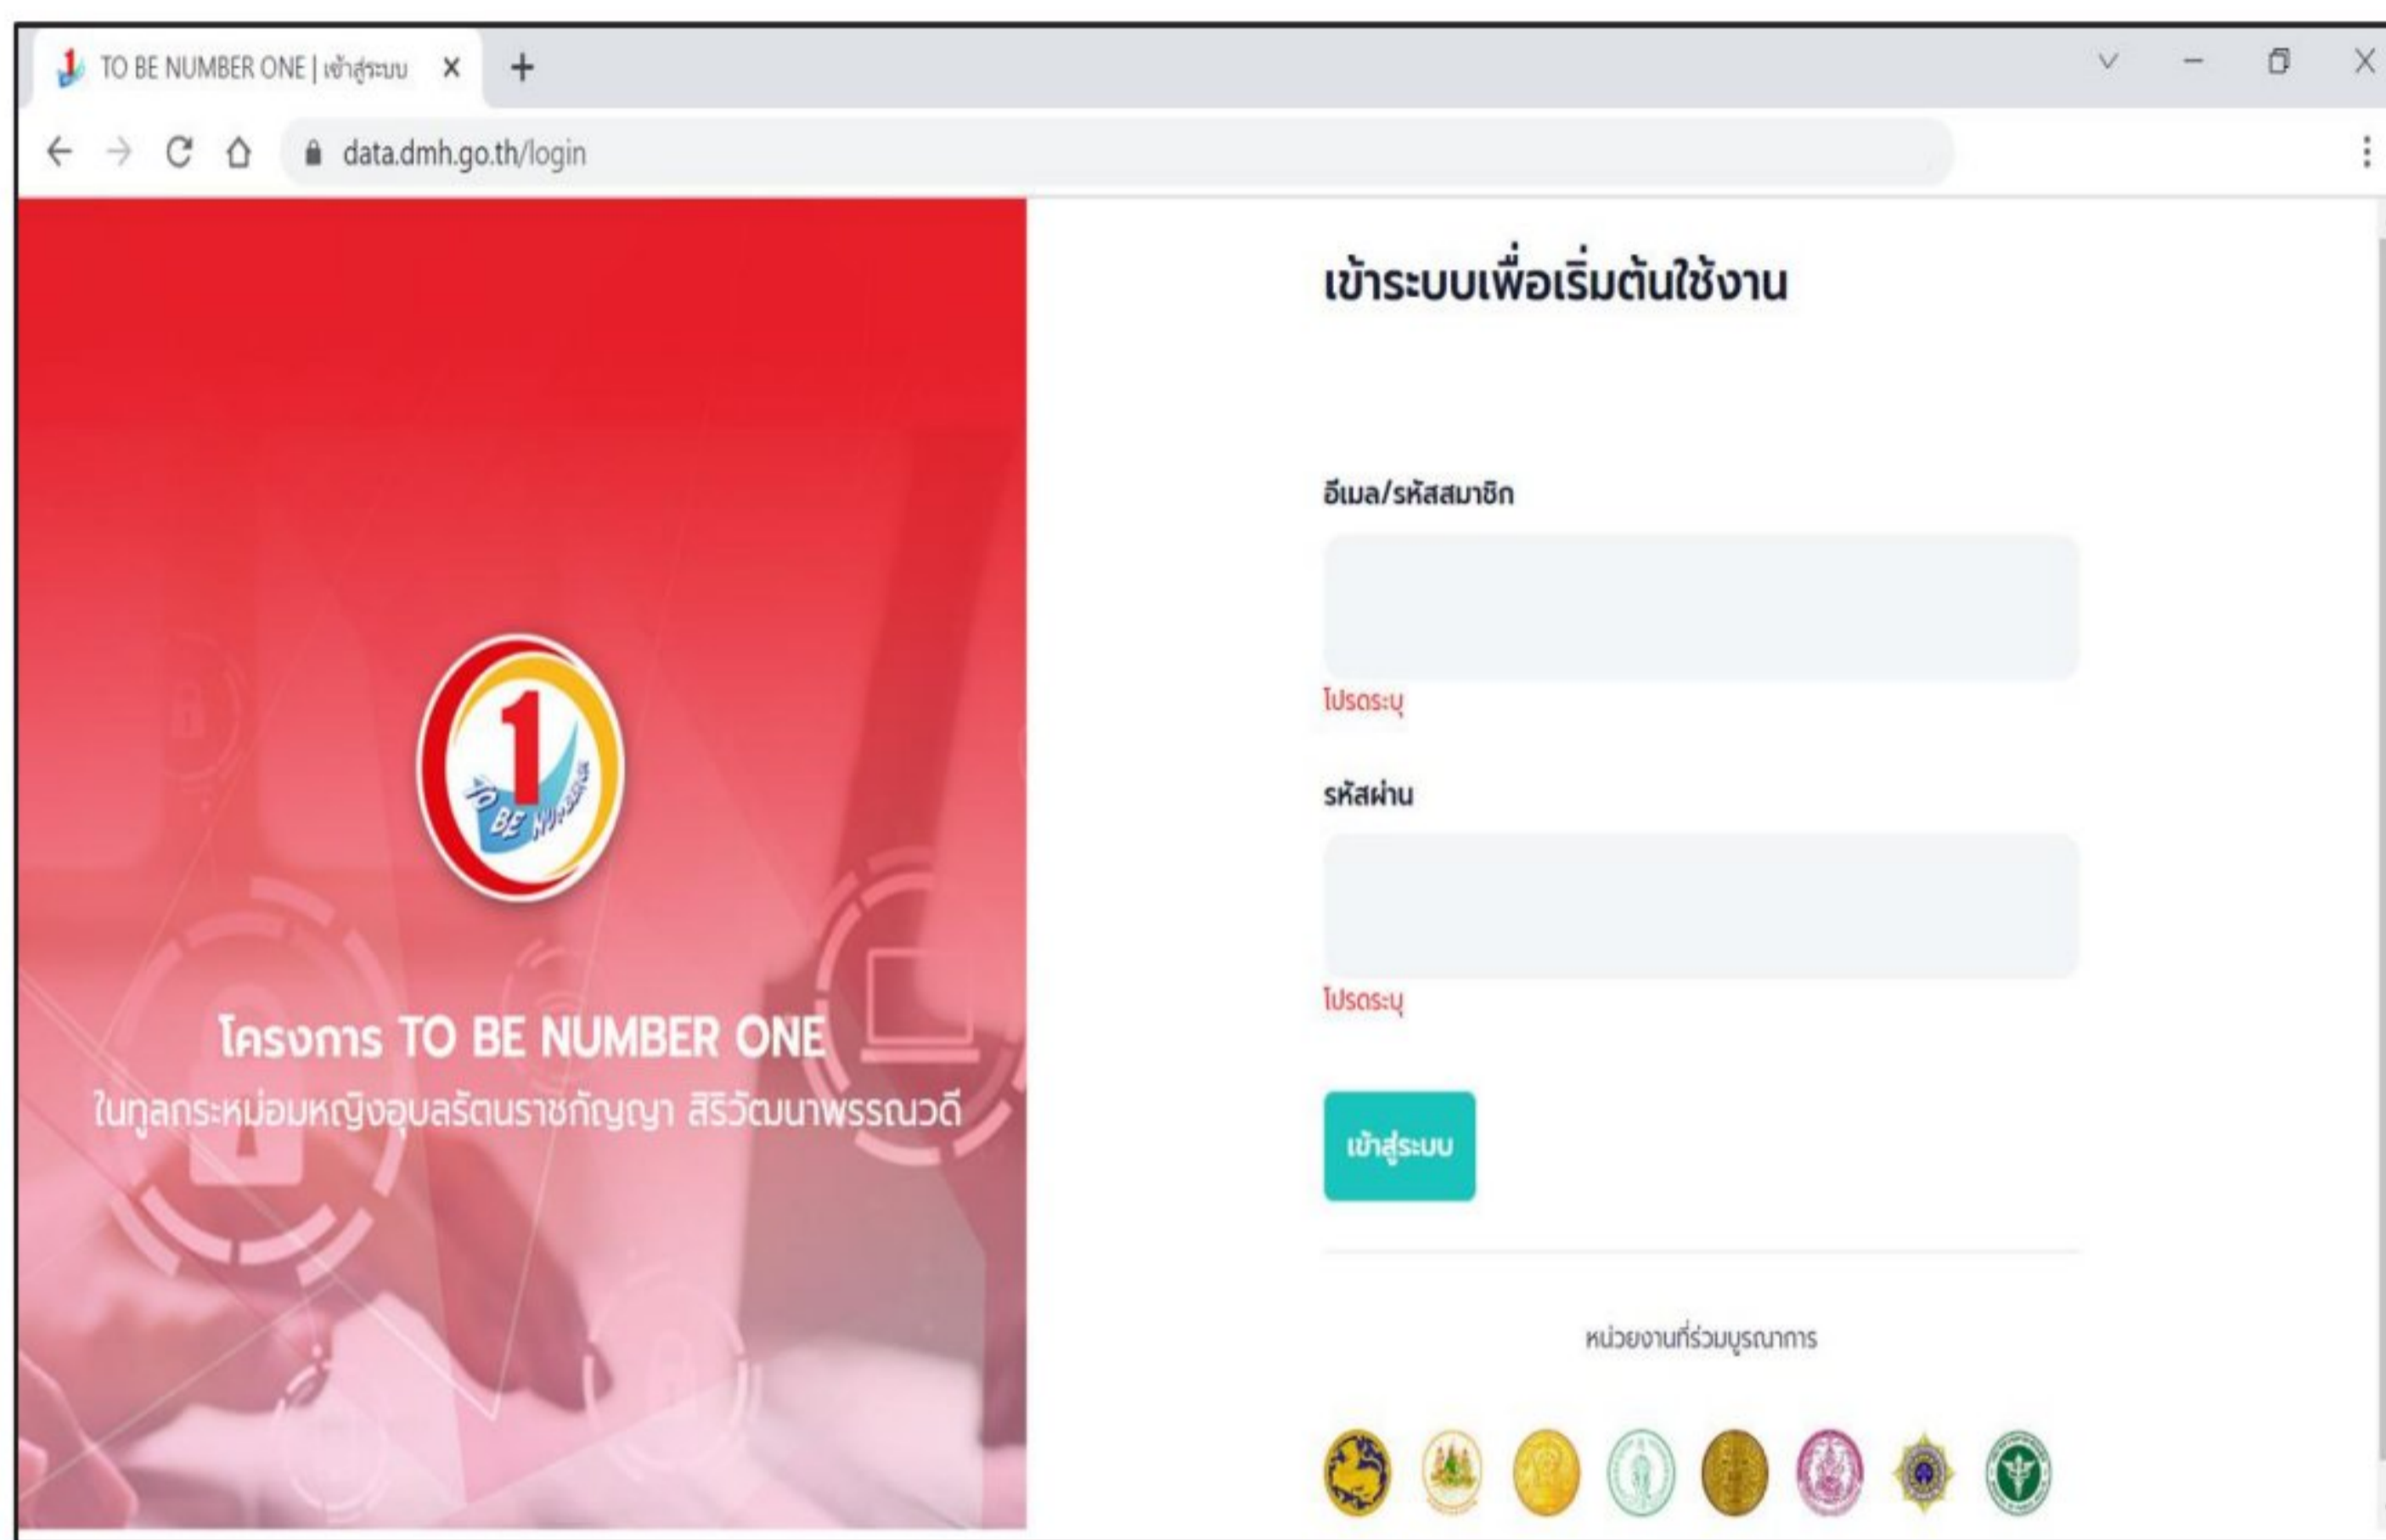 TO BE NUMBER ONE | เข้าสู่ระบบ
data.dmh.go.th/login
1
TO BE NUMBER ONE
โครงการ TO BE NUMBER ONE
ในทูลกระหม่อมหญิงอุบลรัตนราชกัญญา สิริวัฒนาพรรณวดี
เข้าระบบเพื่อเริ่มต้นใช้งาน
อีเมล/รหัสสมาชิก
โปรดระบุ
รหัสผ่าน
โปรดระบุ
เข้าสู่ระบบ
หน่วยงานที่ร่วมบูรณาการ